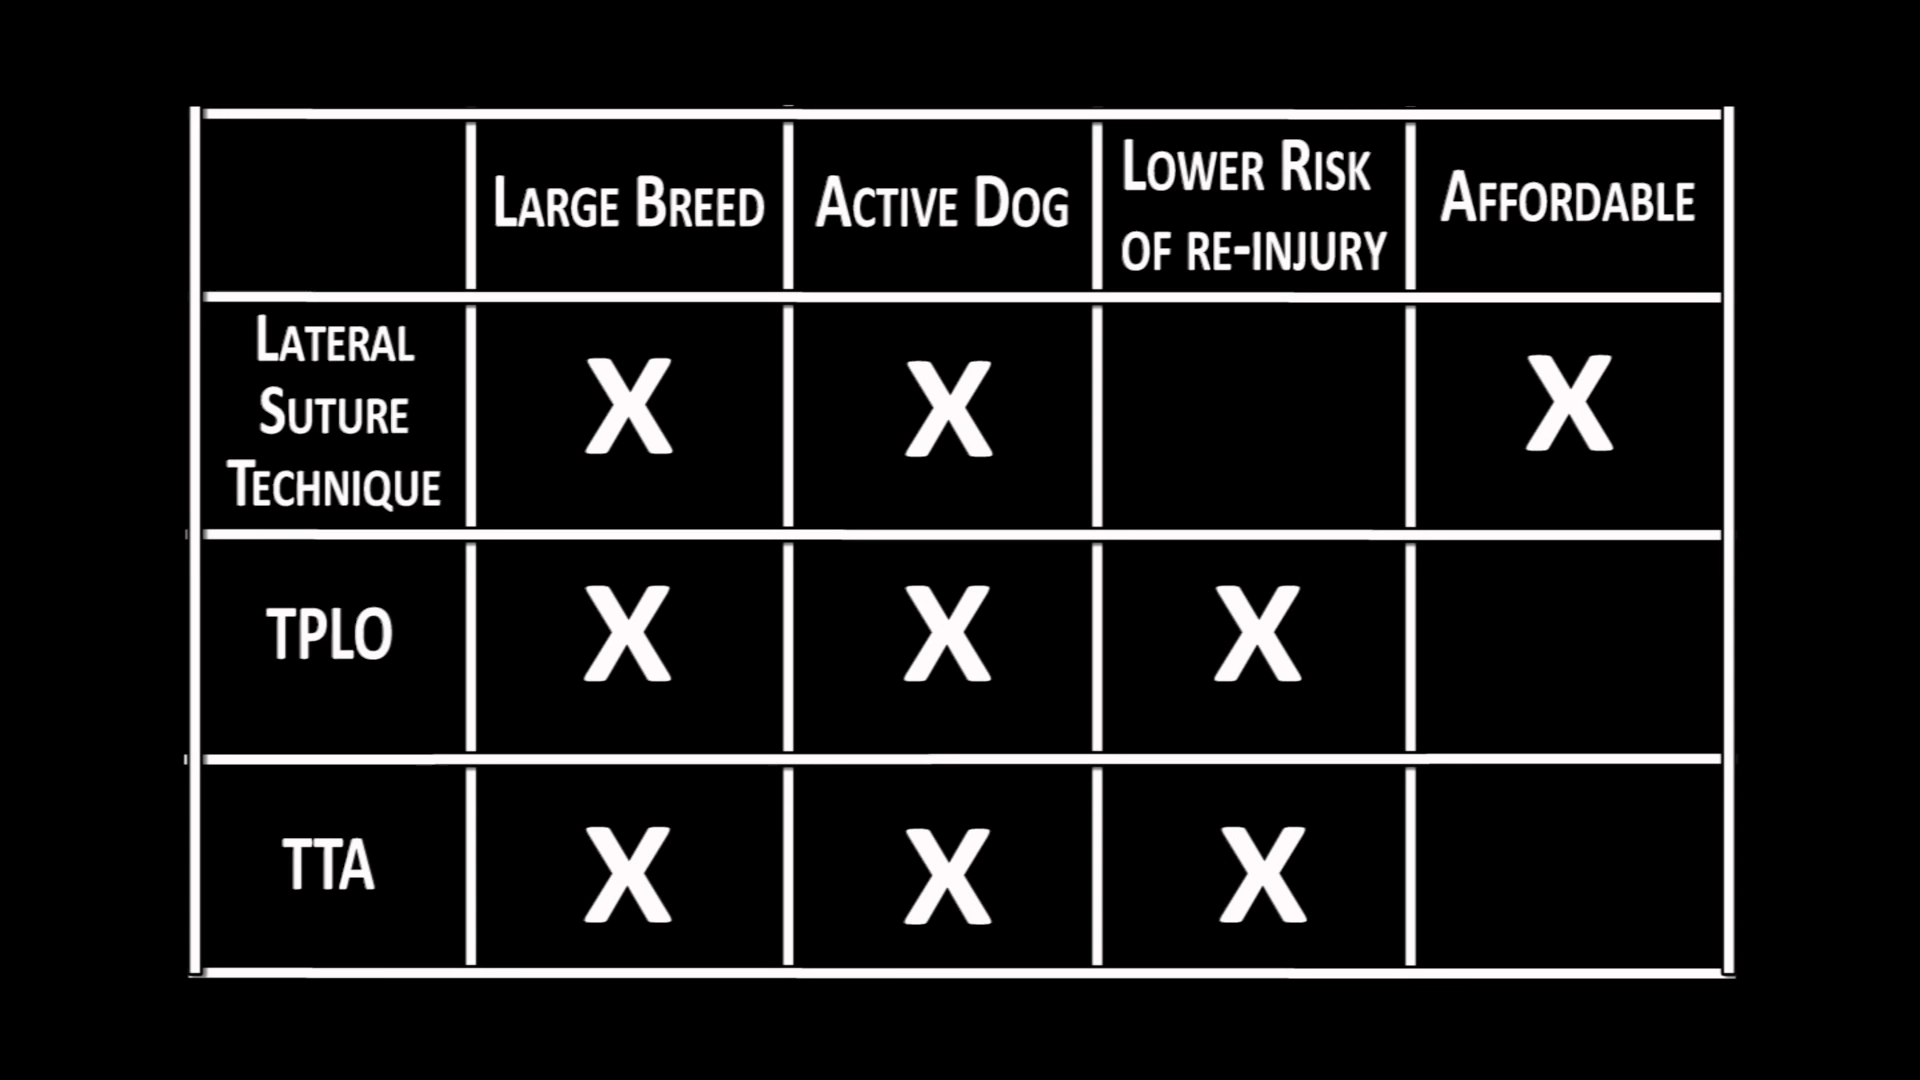 Large Breed
Active Dog
Lower Risk
of re-injury
Affordable
Lateral
Suture
Technique
X
X
X
TPLO
X
X
X
TTA
X
X
X